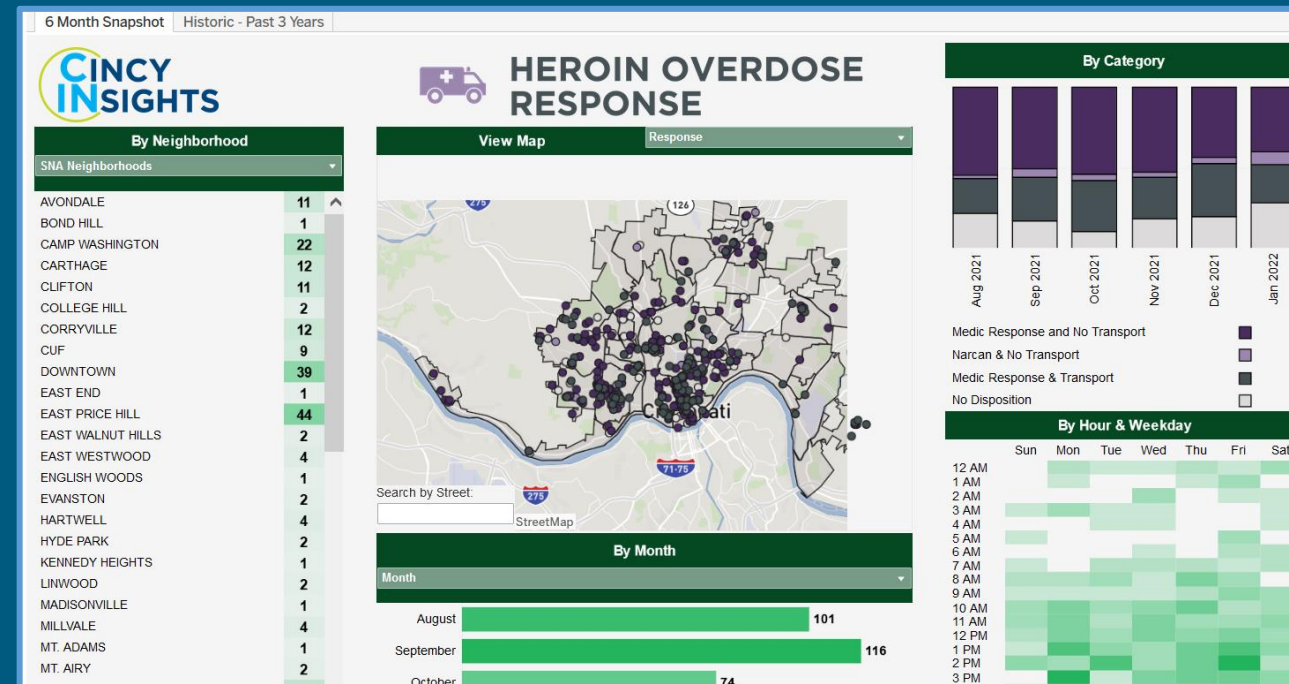 6 Month Snapshot Historic - Past 3 Years
CINCY
INSIGHTS
HEROIN OVERDOSE
RESPONSE
By Neighborhood
SNA Neighborhoods
AVONDALE 11
BOND HILL 1
CAMP WASHINGTON 22
CARTHAGE 12
CLIFTON 11
COLLEGE HILL 2
CORRYVILLE 12
CUF 9
DOWNTOWN 39
EAST END 1
EAST PRICE HILL 44
EAST WALNUT HILLS 2
EAST WESTWOOD 4
ENGLISH WOODS 1
EVANSTON 2
HARTWELL 4
HYDE PARK 2
KENNEDY HEIGHTS 1
LINWOOD 2
MADISONVILLE 1
MILLVALE 4
MT. ADAMS 1
MT. AIRY 2
View Map Response
275
126
71-75
275
Search by Street:
StreetMap
By Month
Month
August 101
September 116
October 74
By Category
Aug 2021
Sep 2021
Oct 2021
Nov 2021
Dec 2021
Jan 2022
Medic Response and No Transport
Narcan & No Transport
Medic Response & Transport
No Disposition
By Hour & Weekday
Sun Mon Tue Wed Thu Fri Sat
12 AM
1 AM
2 AM
3 AM
4 AM
5 AM
6 AM
7 AM
8 AM
9 AM
10 AM
11 AM
12 PM
1 PM
2 PM
3 PM